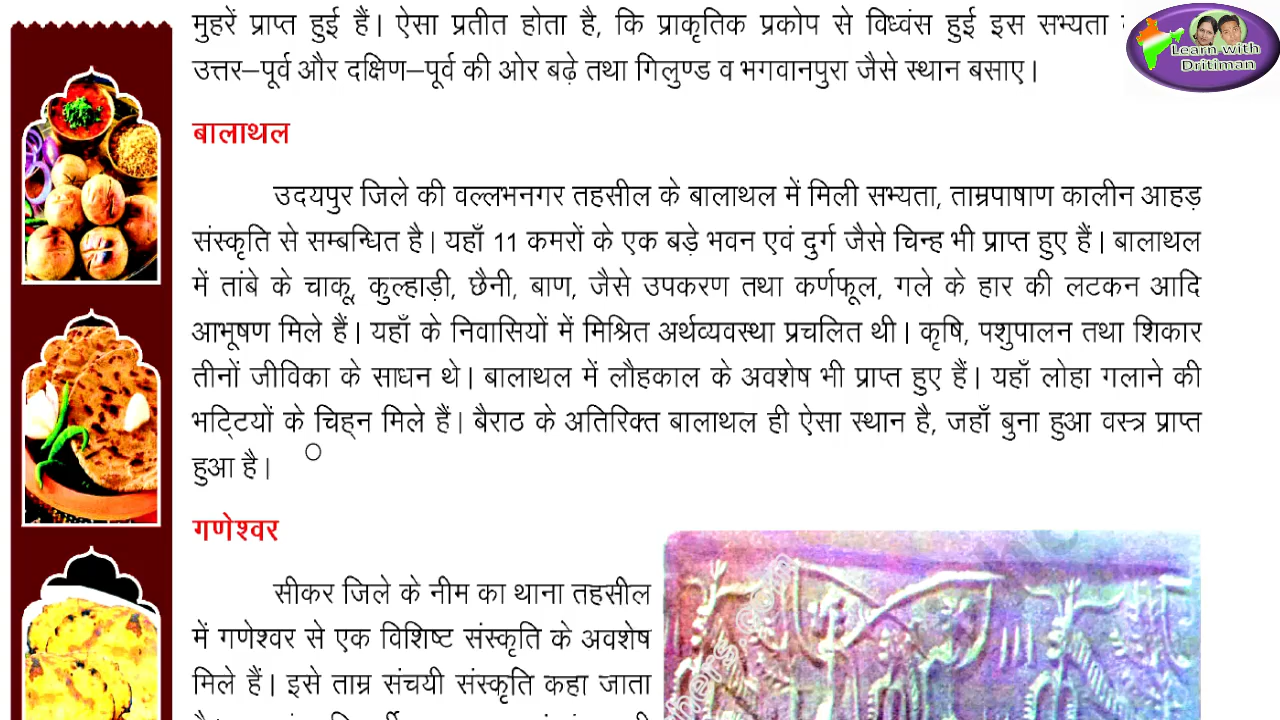 मुहरें प्राप्त हुई हैं। ऐसा प्रतीत होता है, कि प्राकृतिक प्रकोप से विध्वंस हुई इस सभ्यता
Learn with
Dritiman
उत्तर–पूर्व और दक्षिण–पूर्व की ओर बढ़े तथा गिलुण्ड व भगवानपुरा जैसे स्थान बसाए।
बालाथल
उदयपुर जिले की वल्लभनगर तहसील के बालाथल में मिली सभ्यता, ताम्रपाषाण कालीन आहड़
संस्कृति से सम्बन्धित है। यहाँ 11 कमरों के एक बड़े भवन एवं दुर्ग जैसे चिन्ह भी प्राप्त हुए हैं। बालाथल
में तांबे के चाकू, कुल्हाड़ी, छैनी, बाण, जैसे उपकरण तथा कर्णफूल, गले के हार की लटकन आदि
आभूषण मिले हैं। यहाँ के निवासियों में मिश्रित अर्थव्यवस्था प्रचलित थी। कृषि, पशुपालन तथा शिकार
तीनों जीविका के साधन थे। बालाथल में लौहकाल के अवशेष भी प्राप्त हुए हैं। यहाँ लोहा गलाने की
भट्टियों के चिह्न मिले हैं। बैराठ के अतिरिक्त बालाथल ही ऐसा स्थान है, जहाँ बुना हुआ वस्त्र प्राप्त
हुआ है।
गणेश्वर
सीकर जिले के नीम का थाना तहसील
में गणेश्वर से एक विशिष्ट संस्कृति के अवशेष
मिले हैं। इसे ताम्र संचयी संस्कृति कहा जाता